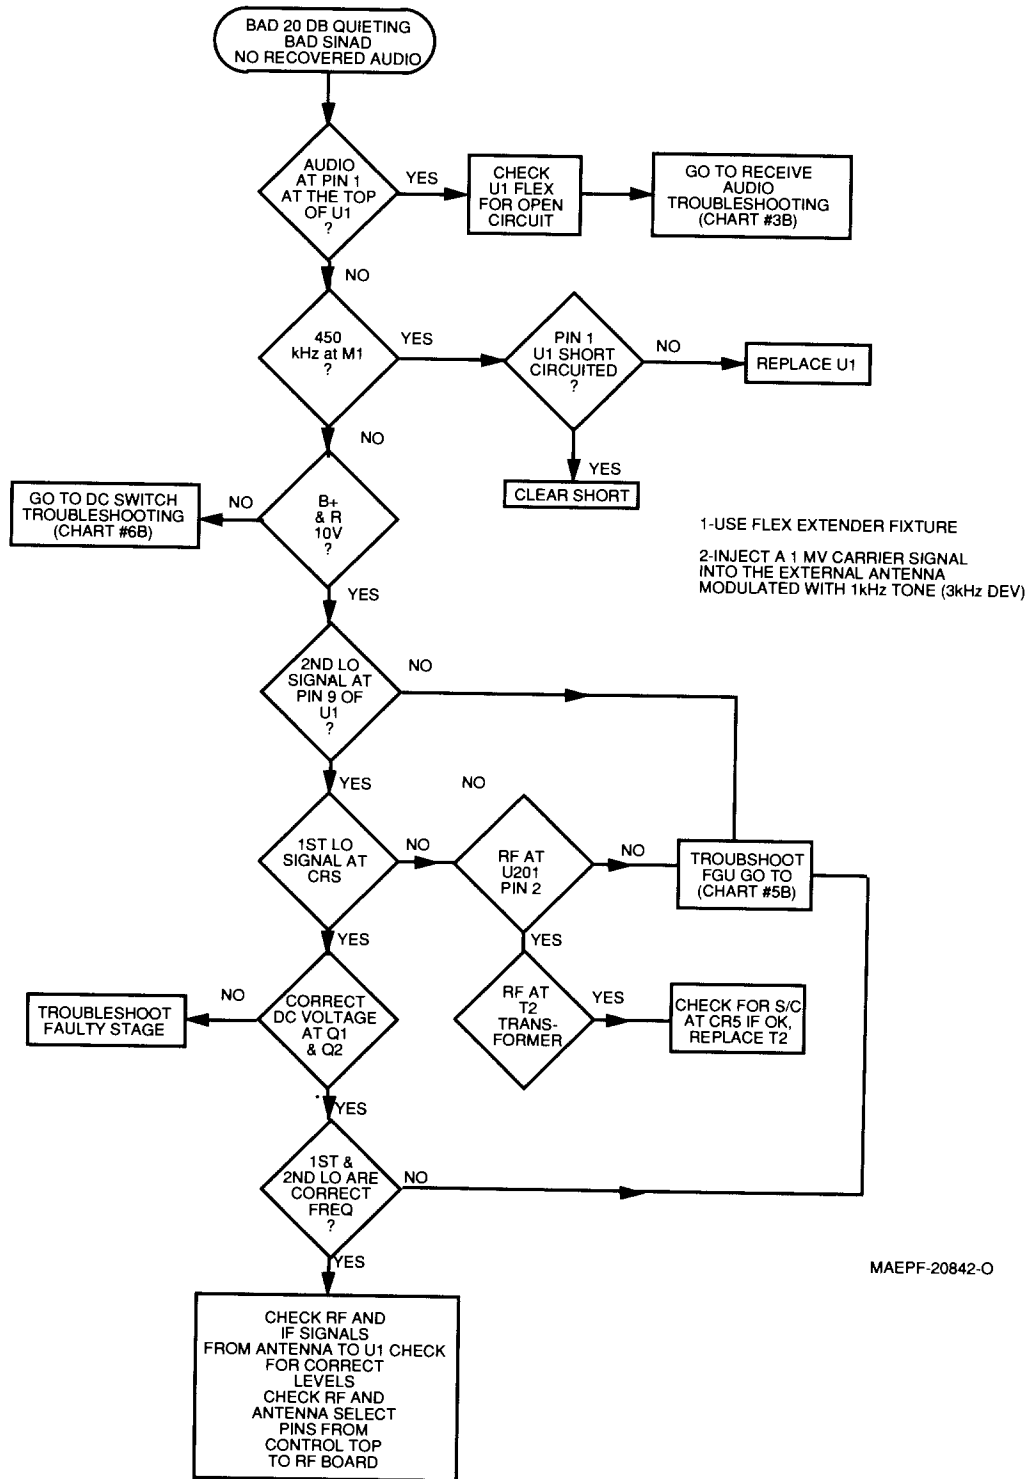 BAD 20 DB QUIETING
BAD SINAD
NO RECOVERED AUDIO
AUDIO
AT PIN 1
AT THE TOP
OF U1
?
YES
CHECK
U1 FLEX
FOR OPEN
CIRCUIT
GO TO RECEIVE
AUDIO
TROUBLESHOOTING
(CHART #3B)
NO
450
kHz at M1
?
YES
PIN 1
U1 SHORT
CIRCUITED
?
NO
REPLACE U1
YES
CLEAR SHORT
NO
B+
& R
10V
?
NO
GO TO DC SWITCH
TROUBLESHOOTING
(CHART #6B)
1-USE FLEX EXTENDER FIXTURE
2-INJECT A 1 MV CARRIER SIGNAL
INTO THE EXTERNAL ANTENNA
MODULATED WITH 1kHz TONE (3kHz DEV)
YES
2ND LO
SIGNAL AT
PIN 9 OF
U1
?
NO
YES
NO
1ST LO
SIGNAL AT
CRS
NO
RF AT
U201
PIN 2
NO
TROUBSHOOT
FGU GO TO
(CHART #5B)
YES
YES
CORRECT
DC VOLTAGE
AT Q1
& Q2
NO
TROUBLESHOOT
FAULTY STAGE
RF AT
T2
TRANS-
FORMER
YES
CHECK FOR S/C
AT CR5 IF OK,
REPLACE T2
YES
1ST &
2ND LO ARE
CORRECT
FREQ
?
NO
YES
MAEPF-20842-O
CHECK RF AND
IF SIGNALS
FROM ANTENNA TO U1 CHECK
FOR CORRECT
LEVELS
CHECK RF AND
ANTENNA SELECT
PINS FROM
CONTROL TOP
TO RF BOARD